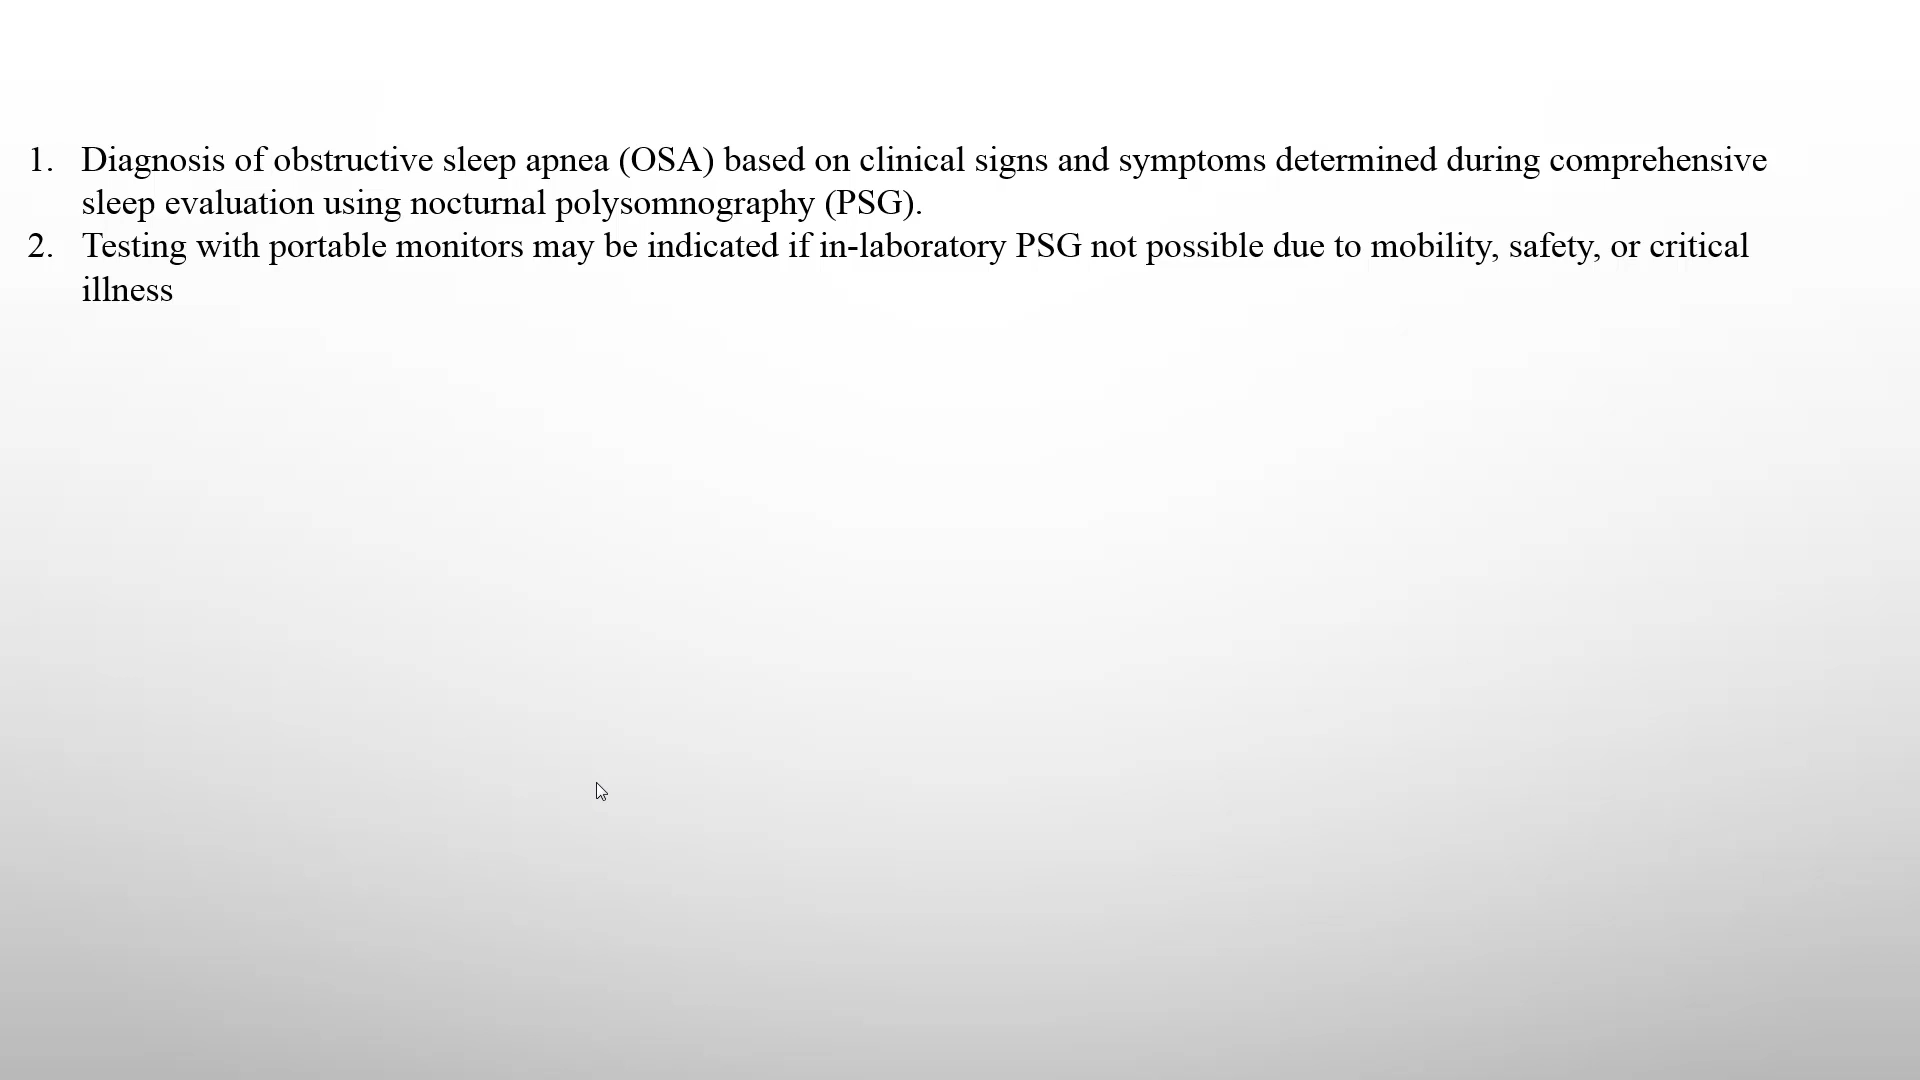 1. Diagnosis of obstructive sleep apnea (OSA) based on clinical signs and symptoms determined during comprehensive
sleep evaluation using nocturnal polysomnography (PSG).
2. Testing with portable monitors may be indicated if in-laboratory PSG not possible due to mobility, safety, or critical
illness